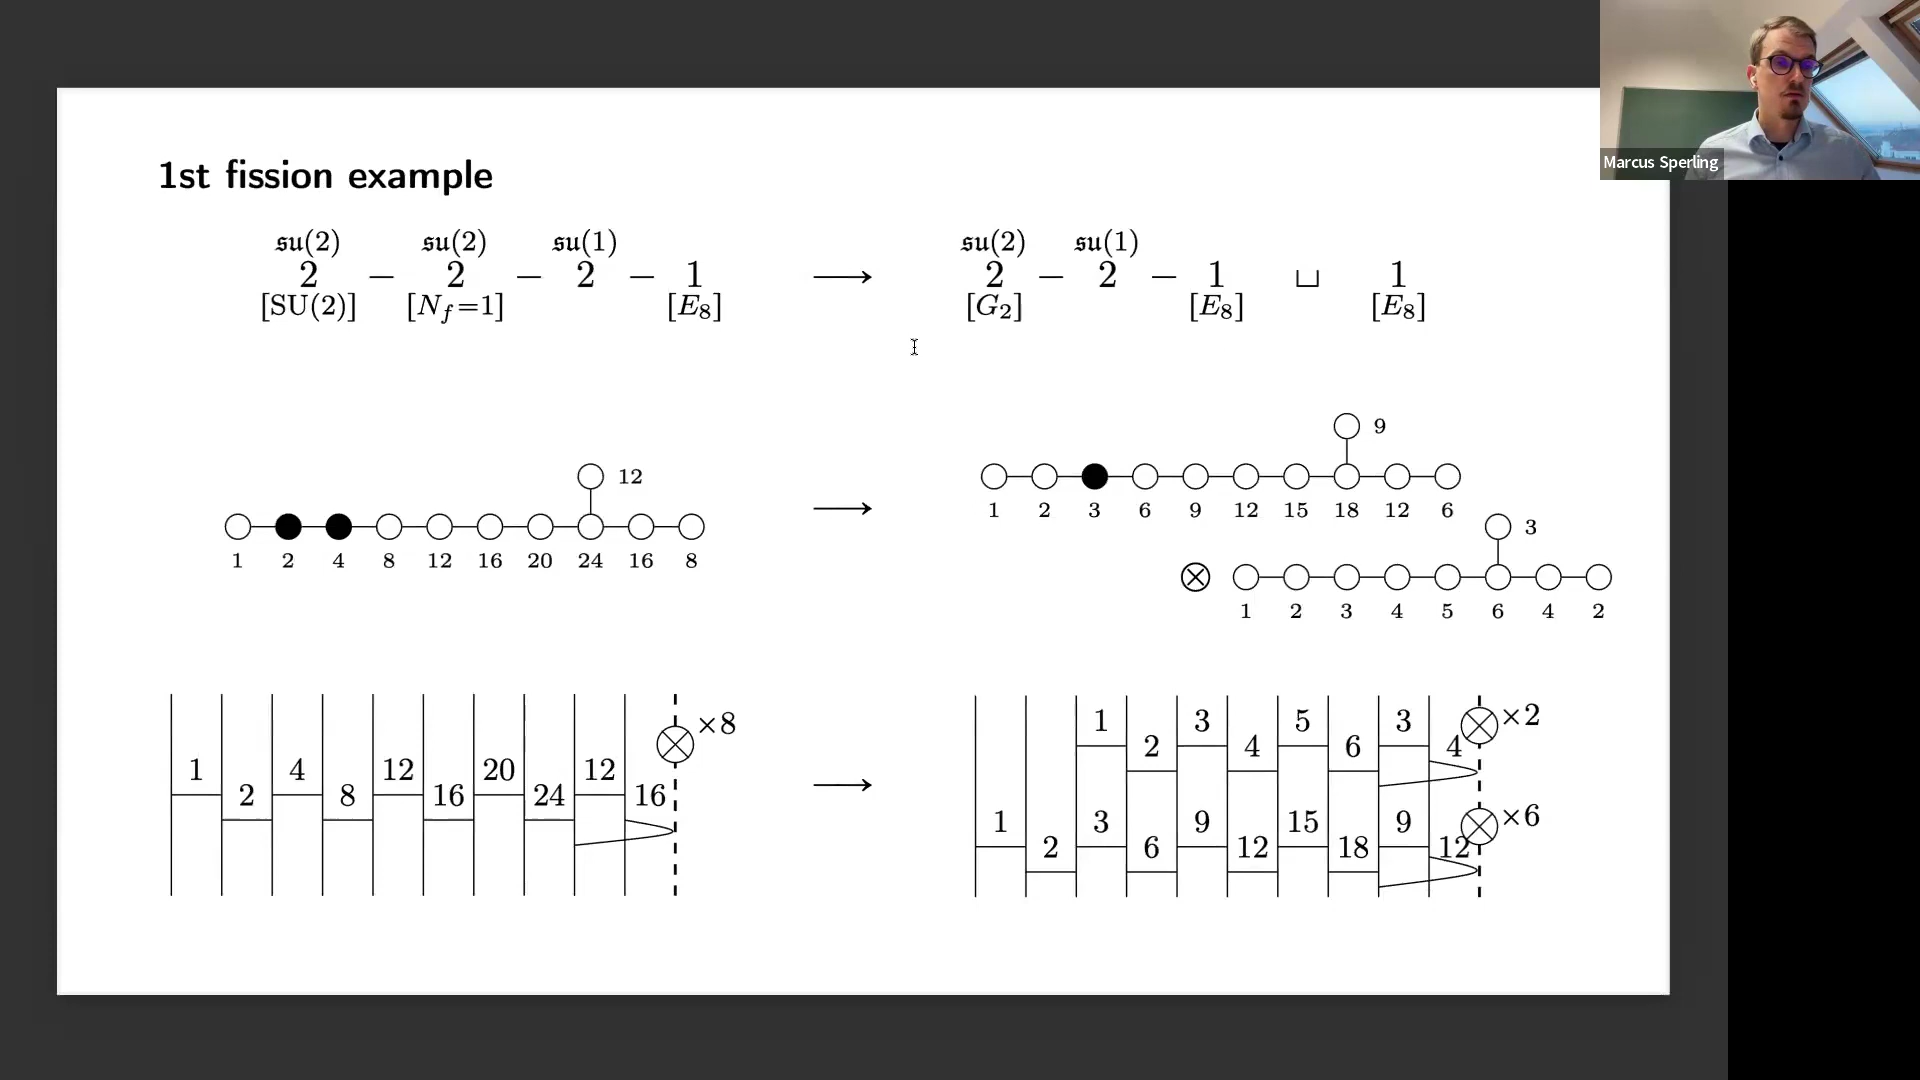 Marcus Sperling
1st fission example
𝔰𝔲(2) 𝔰𝔲(2) 𝔰𝔲(1)
2 − 2 − 2 − 1
[SU(2)] [N_f=1] [E₈]
⟶
𝔰𝔲(2) 𝔰𝔲(1)
2 − 2 − 1 ⊔ 1
[G₂] [E₈] [E₈]
12
1 2 4 8 12 16 20 24 16 8
⟶
9
1 2 3 6 9 12 15 18 12 6
3
⊗
1 2 3 4 5 6 4 2
×8
1 4 12 20 12
2 8 16 24 16
⟶
1 3 5 3 ×2
2 4 6 4
1 3 9 15 9 ×6
2 6 12 18 12